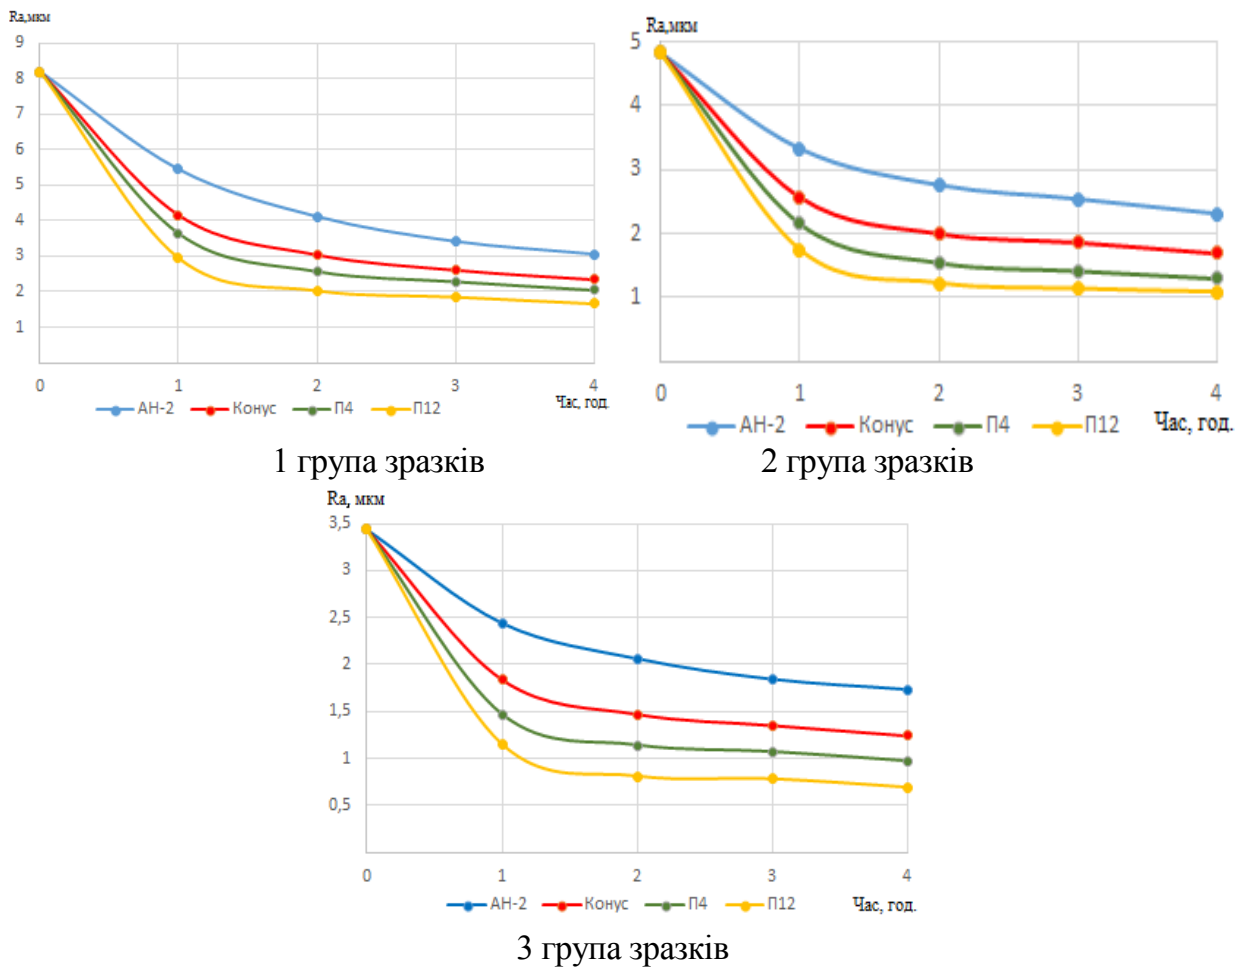 Ra,мкм
9
8
7
6
5
4
3
2
1
0 1 2 3 4
АН-2 Конус П4 П12
Час, год.
1 група зразків
Ra,мкм
5
4
3
2
1
0 1 2 3 4
АН-2 Конус П4 П12
Час, год.
2 група зразків
Ra, мкм
3,5
3
2,5
2
1,5
1
0,5
0 1 2 3 4
АН-2 Конус П4 П12
Час, год.
3 група зразків